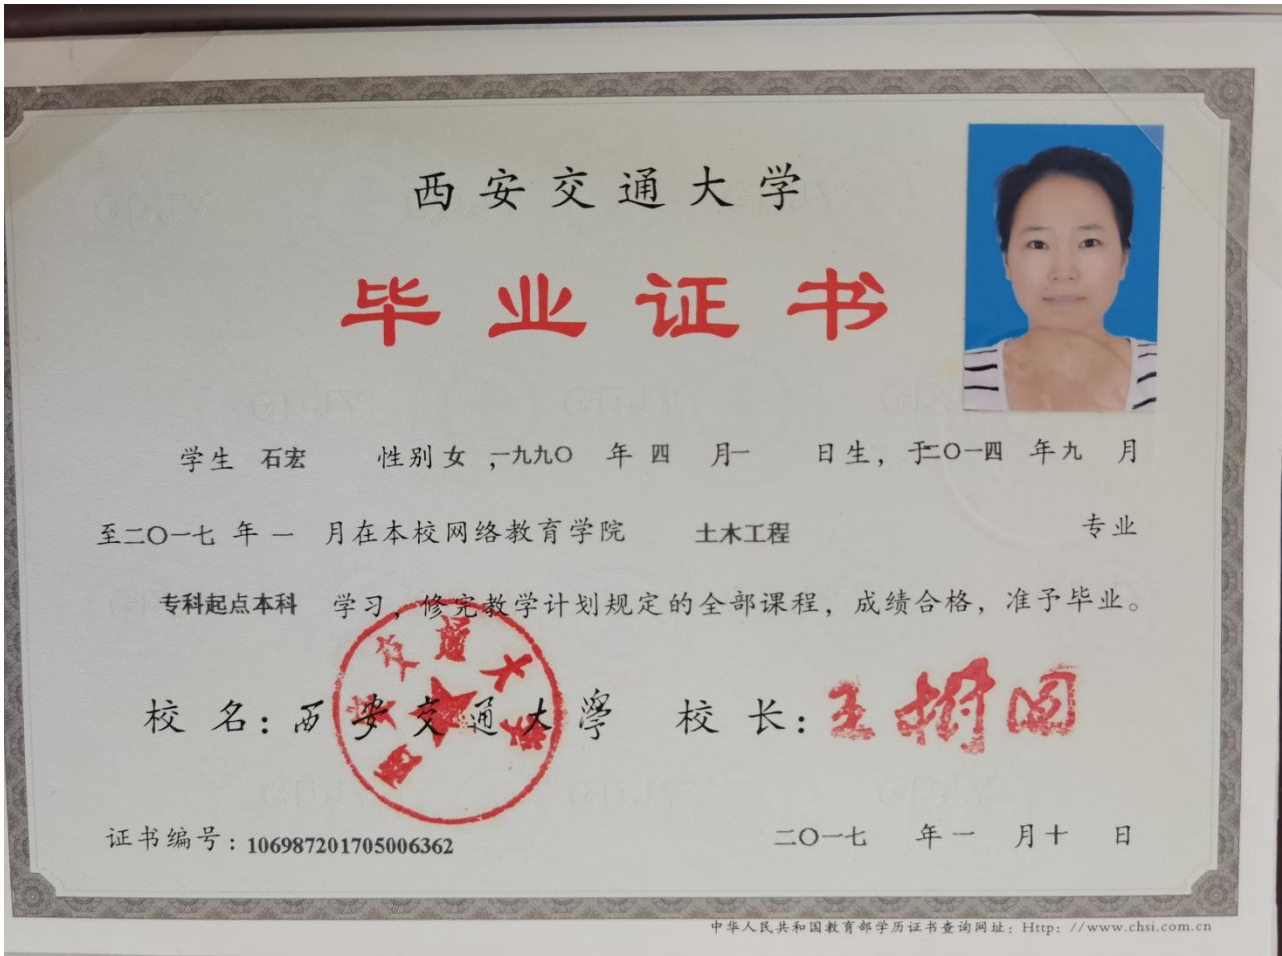 西安交通大学
毕业证书
学生 石宏 性别 女 ,一九九〇 年 四 月一 日生，于二〇一四 年九 月
至二〇一七 年 一 月在本校网络教育学院 土木工程 专业
专科起点本科 学习，修完教学计划规定的全部课程，成绩合格，准予毕业。
校 名：西安交通大學 校 长：王树国
西安交通大学
证书编号：106987201705006362 二〇一七 年 一 月十 日
中华人民共和国教育部学历证书查询网址：Http：//www.chsi.com.cn